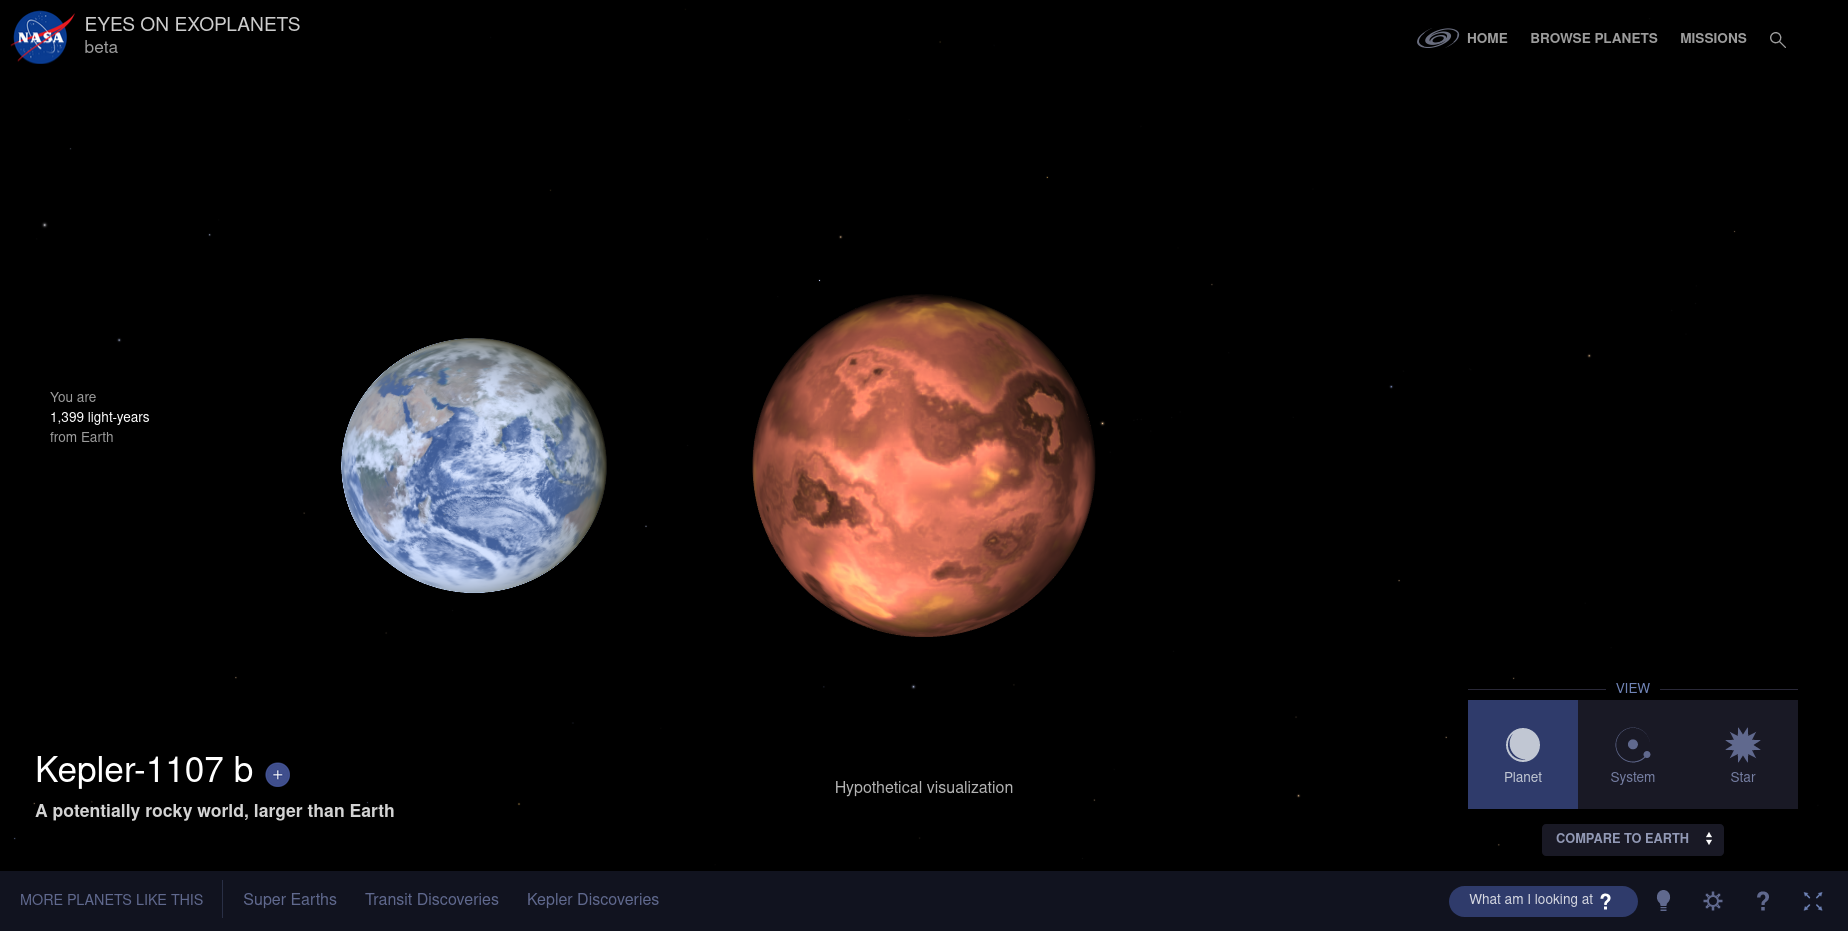 NASA
EYES ON EXOPLANETS
beta
HOME
BROWSE PLANETS
MISSIONS
You are
1,399 light-years
from Earth
Kepler-1107 b +
A potentially rocky world, larger than Earth
Hypothetical visualization
VIEW
Planet
System
Star
COMPARE TO EARTH
MORE PLANETS LIKE THIS
Super Earths
Transit Discoveries
Kepler Discoveries
What am I looking at ?
?